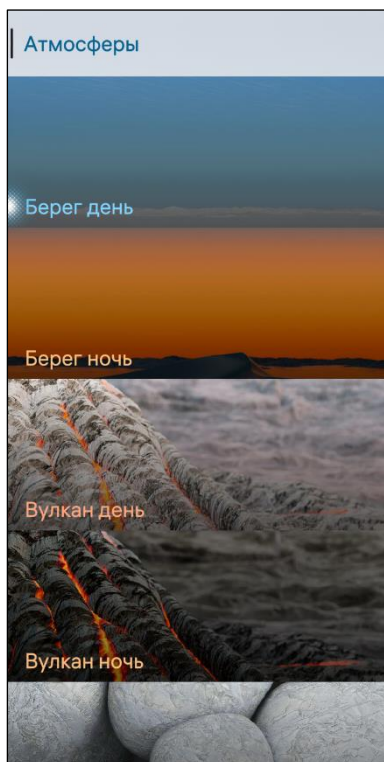 Атмосферы
Берег день
Берег ночь
Вулкан день
Вулкан ночь